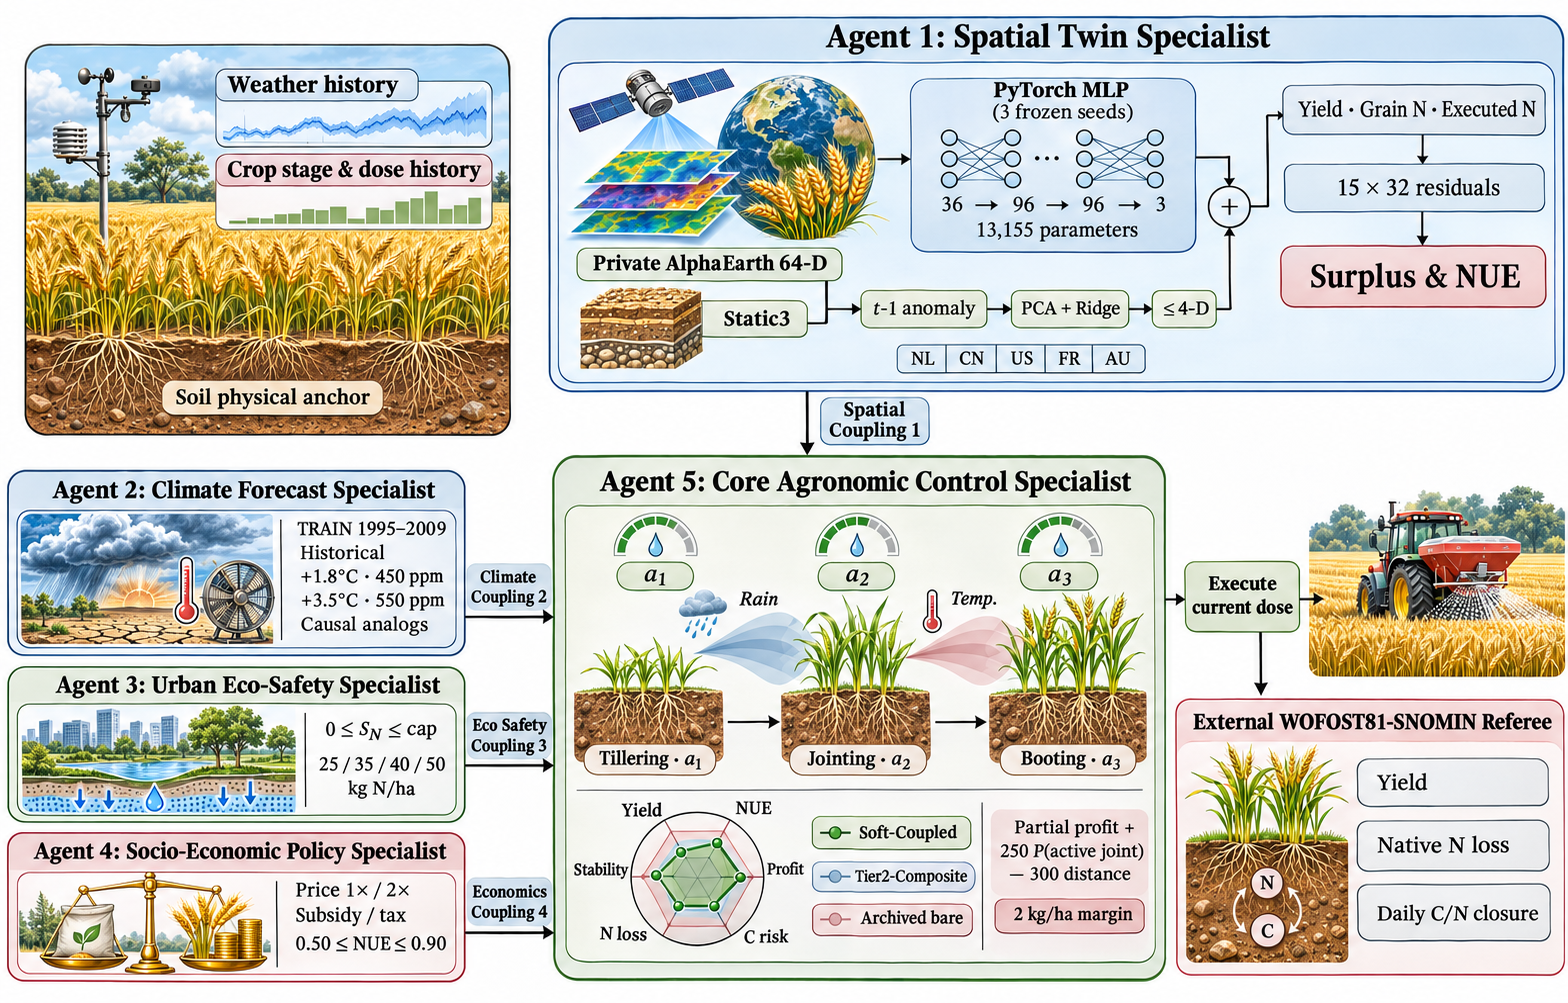 Weather history
Crop stage & dose history
Soil physical anchor
Agent 1: Spatial Twin Specialist
PyTorch MLP
(3 frozen seeds)
...
36 → 96 → 96 → 3
13,155 parameters
+
Yield · Grain N · Executed N
15 × 32 residuals
Surplus & NUE
Private AlphaEarth 64-D
Static3
t-1 anomaly
PCA + Ridge
≤ 4-D
NL CN US FR AU
Spatial
Coupling 1
Agent 2: Climate Forecast Specialist
TRAIN 1995–2009
Historical
+1.8°C · 450 ppm
+3.5°C · 550 ppm
Causal analogs
Climate
Coupling 2
Agent 3: Urban Eco-Safety Specialist
0 ≤ S_N ≤ cap
25 / 35 / 40 / 50
kg N/ha
Eco Safety
Coupling 3
Agent 4: Socio-Economic Policy Specialist
Price 1× / 2×
Subsidy / tax
0.50 ≤ NUE ≤ 0.90
Economics
Coupling 4
Agent 5: Core Agronomic Control Specialist
a₁
a₂
a₃
Rain
Temp.
Tillering · a₁
Jointing · a₂
Booting · a₃
Yield
NUE
Stability
Profit
N loss
C risk
Soft-Coupled
Tier2-Composite
Archived bare
Partial profit +
250 P(active joint)
— 300 distance
2 kg/ha margin
Execute
current dose
External WOFOST81-SNOMIN Referee
N
C
Yield
Native N loss
Daily C/N closure